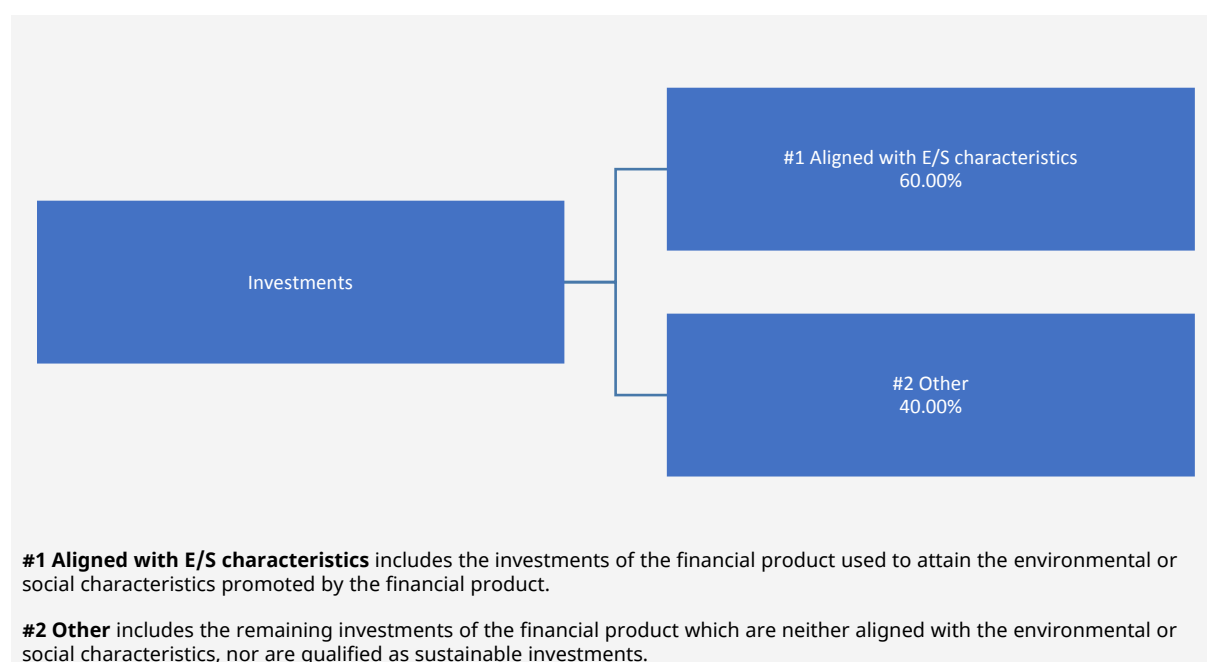 #1 Aligned with E/S characteristics
60.00%
Investments
#2 Other
40.00%
#1 Aligned with E/S characteristics includes the investments of the financial product used to attain the environmental or
social characteristics promoted by the financial product.
#2 Other includes the remaining investments of the financial product which are neither aligned with the environmental or
social characteristics, nor are qualified as sustainable investments.